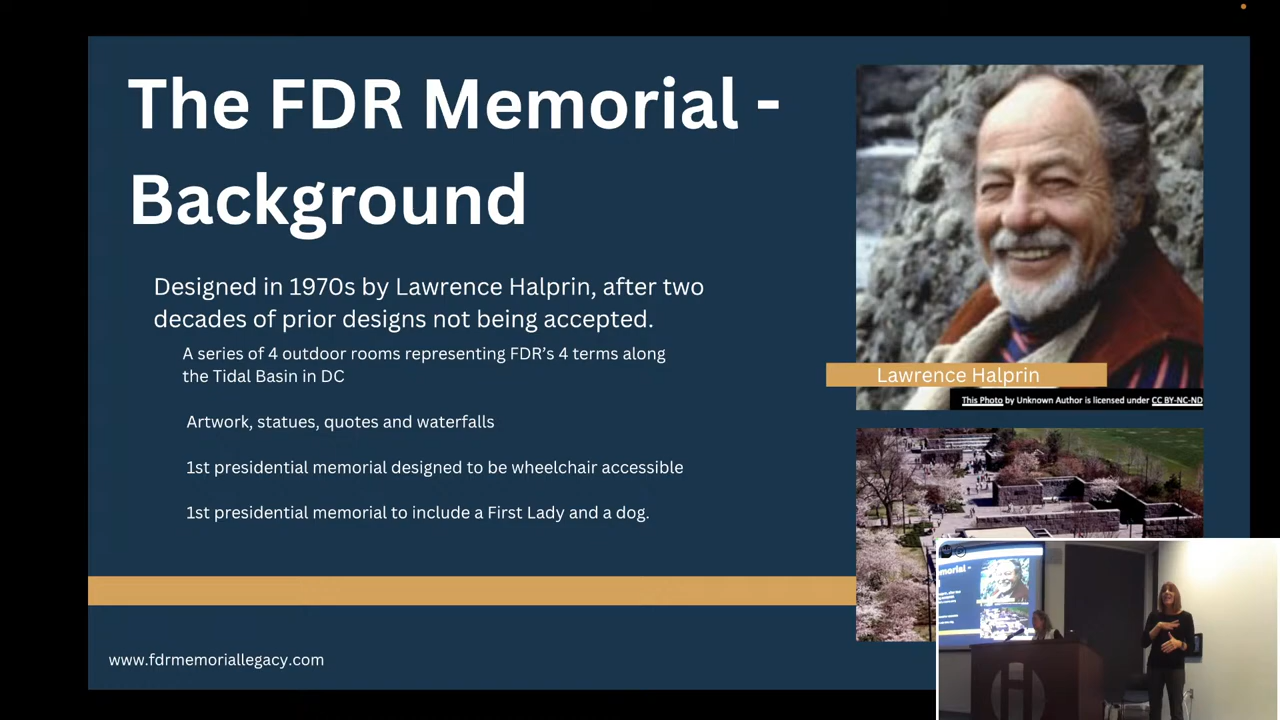 The FDR Memorial -
Background
Designed in 1970s by Lawrence Halprin, after two
decades of prior designs not being accepted.
A series of 4 outdoor rooms representing FDR's 4 terms along
the Tidal Basin in DC
Artwork, statues, quotes and waterfalls
1st presidential memorial designed to be wheelchair accessible
1st presidential memorial to include a First Lady and a dog.
www.fdrmemoriallegacy.com
Lawrence Halprin
This Photo by Unknown Author is licensed under CC BY-NC-ND
emorial -